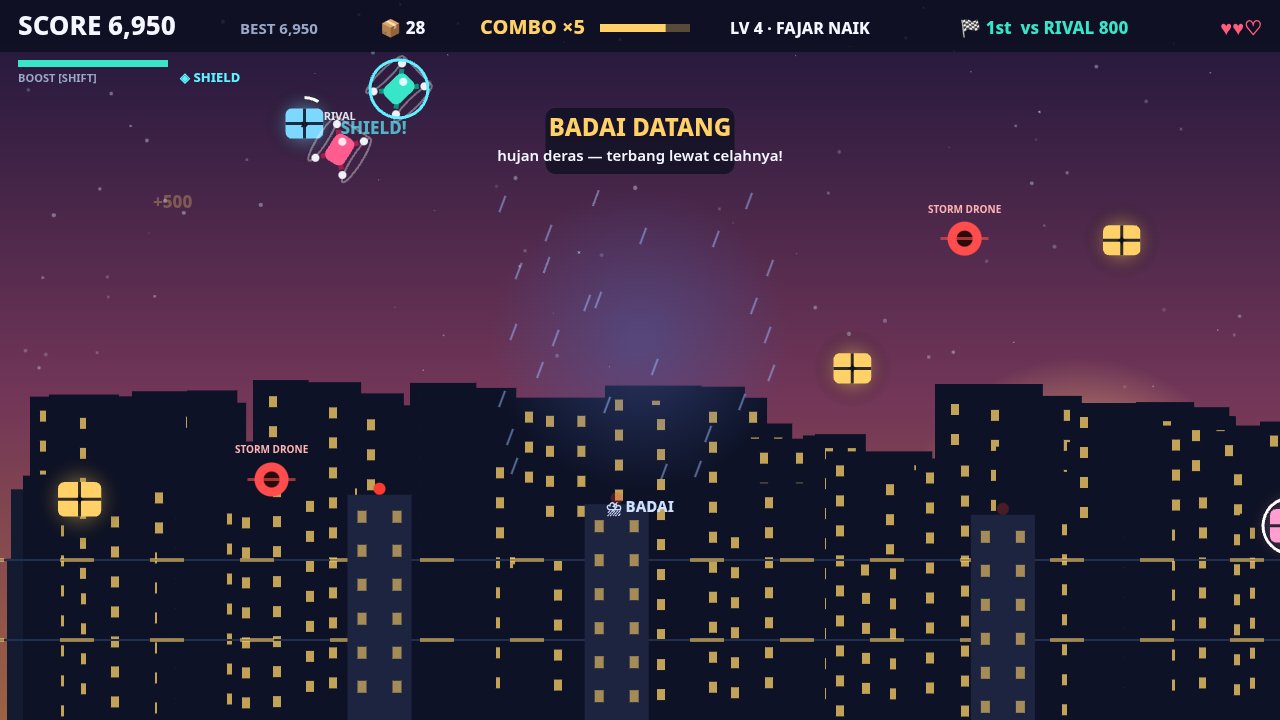 SCORE 6,950
BEST 6,950
📦 28
COMBO ×5
LV 4 · FAJAR NAIK
🏁 1st vs RIVAL 800
♥♥♡
BOOST [SHIFT]
◈ SHIELD
RIVAL
SHIELD!
BADAI DATANG
hujan deras — terbang lewat celahnya!
+500
STORM DRONE
STORM DRONE
⛈ BADAI